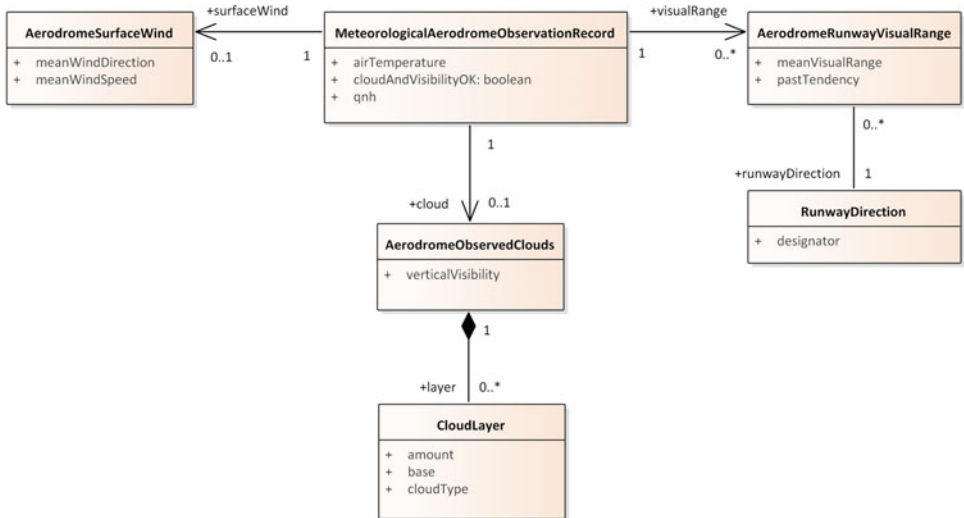 +surfaceWind
+visualRange
AerodromeSurfaceWind
MeteorologicalAerodromeObservationRecord
AerodromeRunwayVisualRange
0..1
1
1
0..*
+ meanWindDirection
+ meanWindSpeed
+ airTemperature
+ cloudAndVisibilityOK: boolean
+ qnh
+ meanVisualRange
+ pastTendency
0..*
1
+runwayDirection
1
+cloud
0..1
RunwayDirection
+ designator
AerodromeObservedClouds
+ verticalVisibility
1
+layer
0..*
CloudLayer
+ amount
+ base
+ cloudType